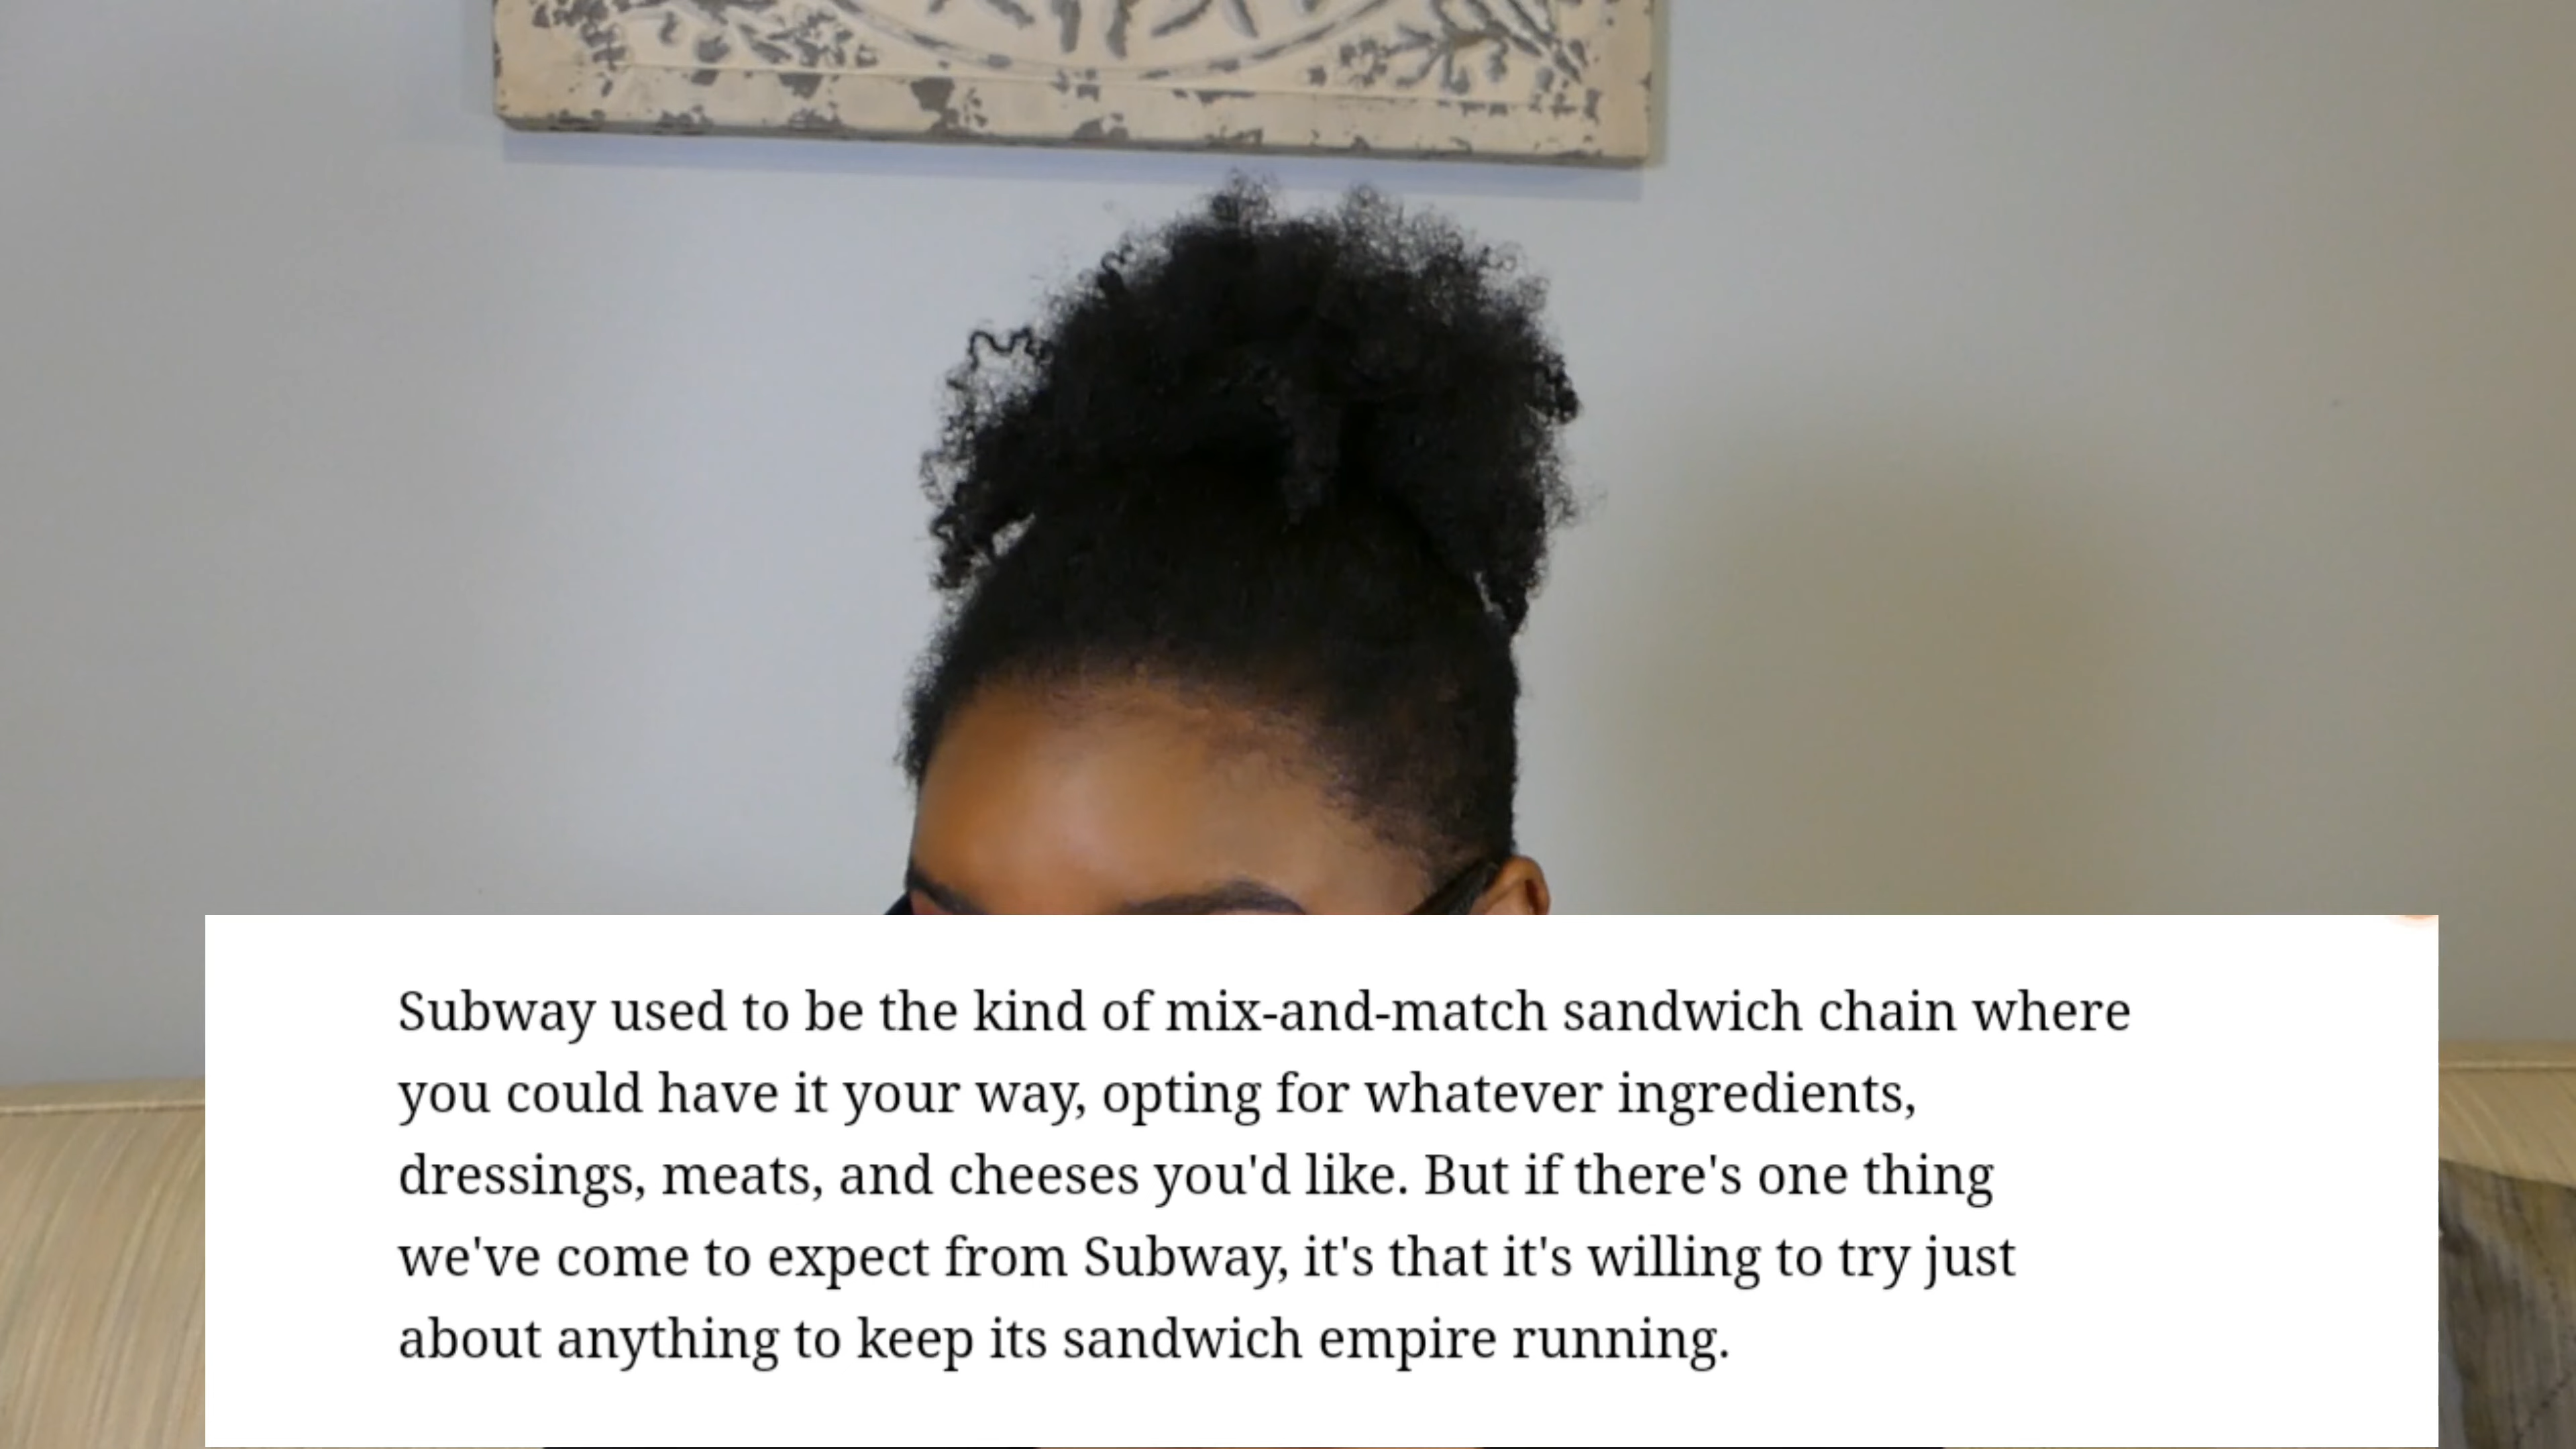 Subway used to be the kind of mix-and-match sandwich chain where
you could have it your way, opting for whatever ingredients,
dressings, meats, and cheeses you'd like. But if there's one thing
we've come to expect from Subway, it's that it's willing to try just
about anything to keep its sandwich empire running.